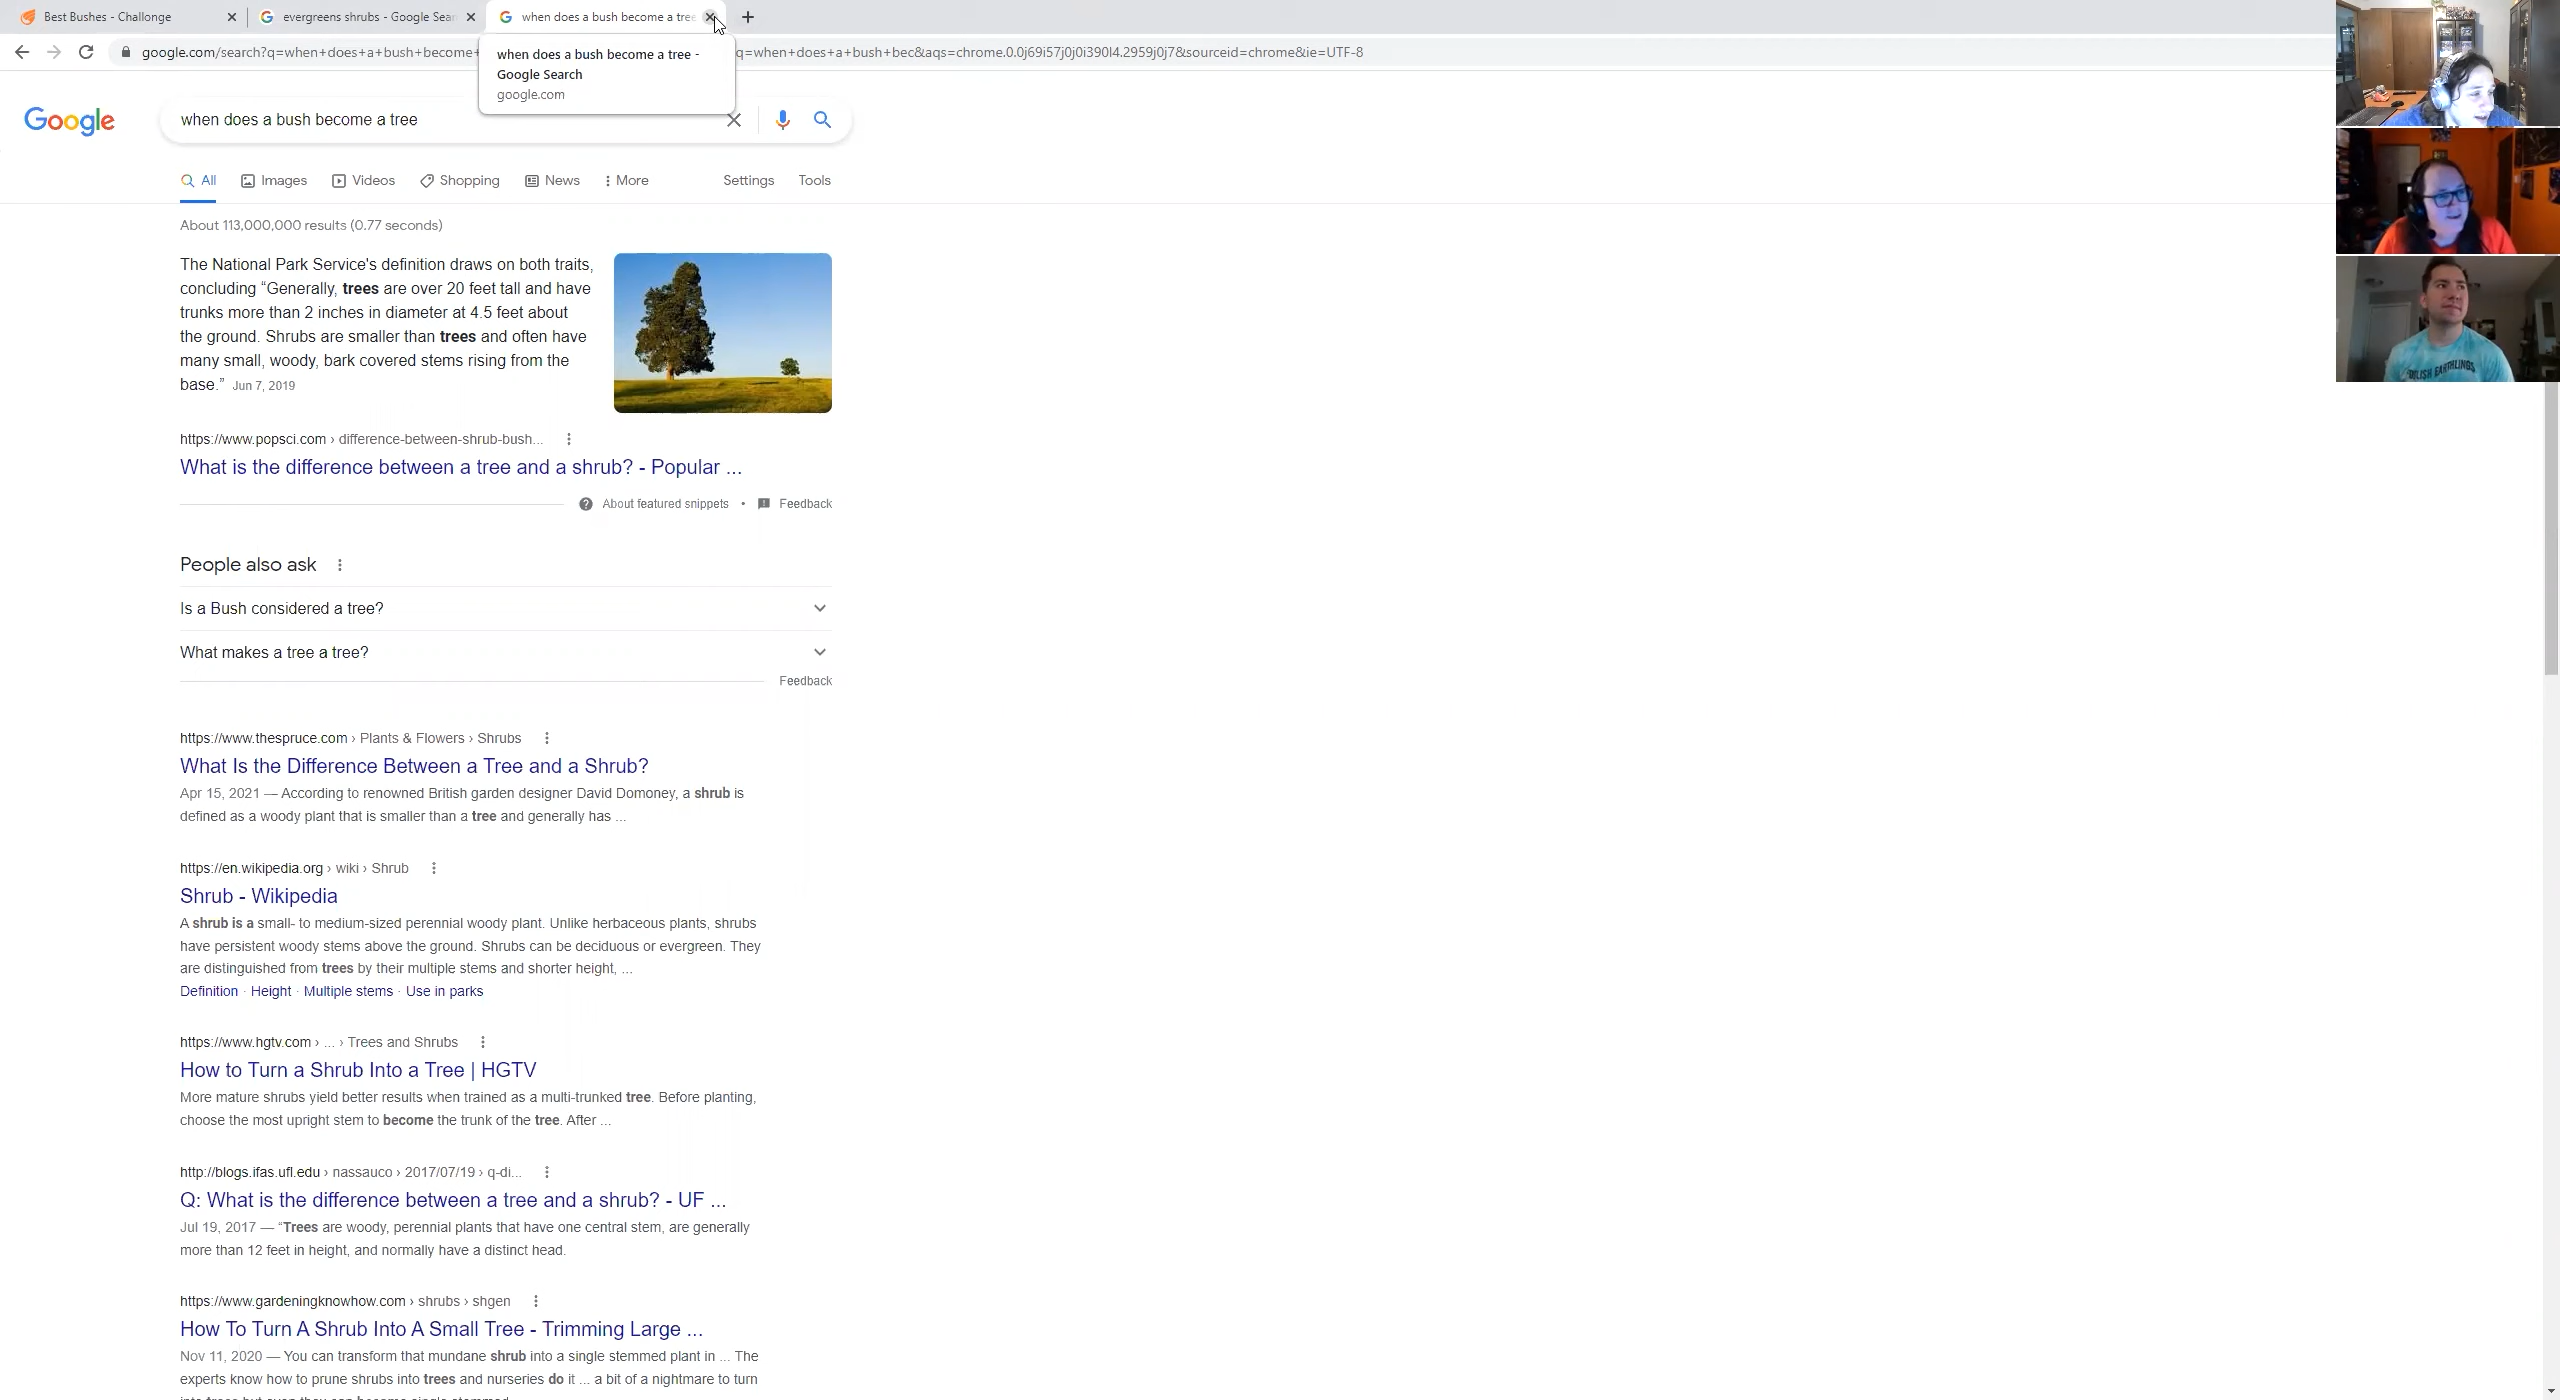 Best Bushes - Challonge
evergreens shrubs - Google Sear
when does a bush become a tree
google.com/search?q=when+does+a+bush+become+
q=when+does+a+bush+bec&aqs=chrome.0.0j69i57j0j0i390l4.2959j0j7&sourceid=chrome&ie=UTF-8
when does a bush become a tree -
Google Search
google.com
Google
when does a bush become a tree
All
Images
Videos
Shopping
News
More
Settings
Tools
About 113,000,000 results (0.77 seconds)
The National Park Service's definition draws on both traits,
concluding “Generally, trees are over 20 feet tall and have
trunks more than 2 inches in diameter at 4.5 feet about
the ground. Shrubs are smaller than trees and often have
many small, woody, bark covered stems rising from the
base.” Jun 7, 2019
https://www.popsci.com › difference-between-shrub-bush...
What is the difference between a tree and a shrub? - Popular ...
About featured snippets • Feedback
People also ask
Is a Bush considered a tree?
What makes a tree a tree?
Feedback
https://www.thespruce.com › Plants & Flowers › Shrubs
What Is the Difference Between a Tree and a Shrub?
Apr 15, 2021 — According to renowned British garden designer David Domoney, a shrub is
defined as a woody plant that is smaller than a tree and generally has ...
https://en.wikipedia.org › wiki › Shrub
Shrub - Wikipedia
A shrub is a small- to medium-sized perennial woody plant. Unlike herbaceous plants, shrubs
have persistent woody stems above the ground. Shrubs can be deciduous or evergreen. They
are distinguished from trees by their multiple stems and shorter height, ...
Definition · Height · Multiple stems · Use in parks
https://www.hgtv.com › ... › Trees and Shrubs
How to Turn a Shrub Into a Tree | HGTV
More mature shrubs yield better results when trained as a multi-trunked tree. Before planting,
choose the most upright stem to become the trunk of the tree. After ...
http://blogs.ifas.ufl.edu › nassauco › 2017/07/19 › q-di...
Q: What is the difference between a tree and a shrub? - UF ...
Jul 19, 2017 — “Trees are woody, perennial plants that have one central stem, are generally
more than 12 feet in height, and normally have a distinct head.
https://www.gardeningknowhow.com › shrubs › shgen
How To Turn A Shrub Into A Small Tree - Trimming Large ...
Nov 11, 2020 — You can transform that mundane shrub into a single stemmed plant in ... The
experts know how to prune shrubs into trees and nurseries do it ... a bit of a nightmare to turn
EARTHLINGS